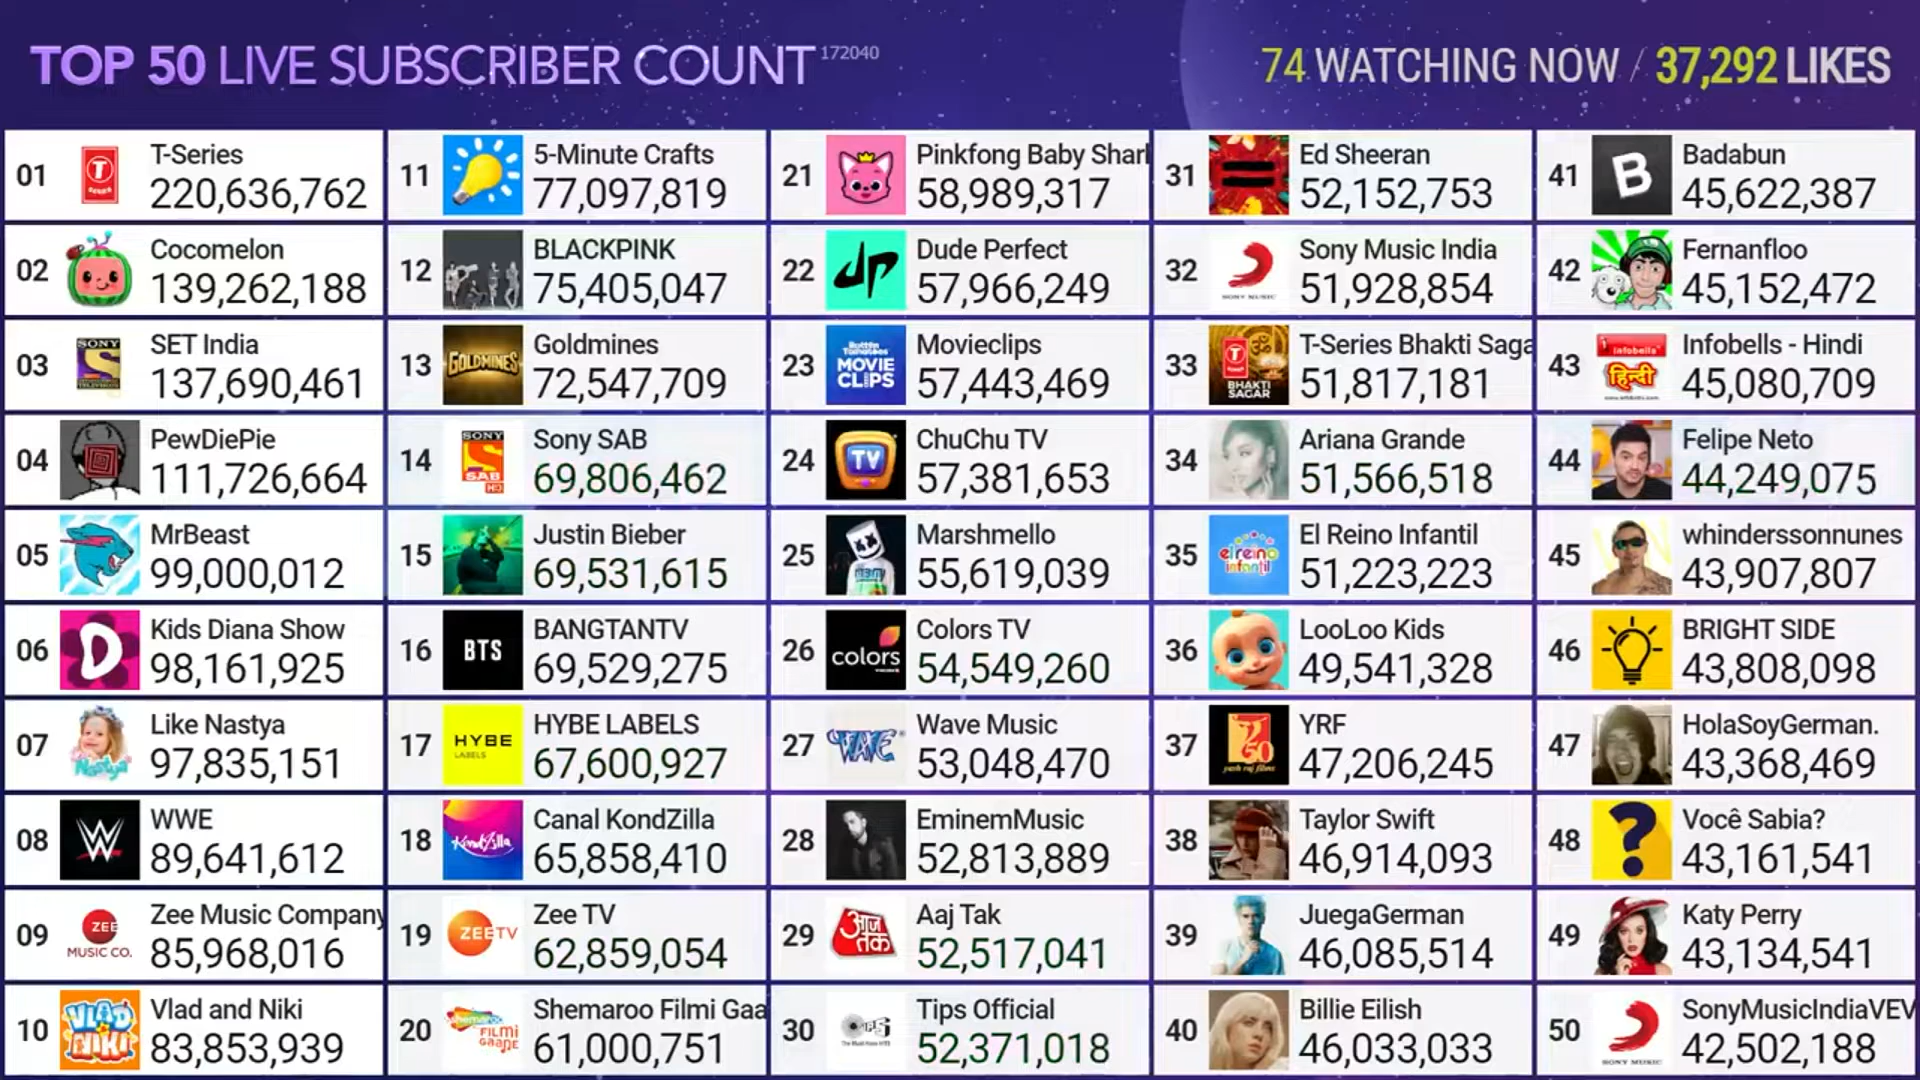 TOP 50 LIVE SUBSCRIBER COUNT 172040
74 WATCHING NOW / 37,292 LIKES
01 T-Series
220,636,762
02 Cocomelon
139,262,188
03 SET India
137,690,461
04 PewDiePie
111,726,664
05 MrBeast
99,000,012
06 Kids Diana Show
98,161,925
07 Like Nastya
97,835,151
08 WWE
89,641,612
09 Zee Music Company
85,968,016
10 Vlad and Niki
83,853,939
11 5-Minute Crafts
77,097,819
12 BLACKPINK
75,405,047
13 Goldmines
72,547,709
14 Sony SAB
69,806,462
15 Justin Bieber
69,531,615
16 BANGTANTV
69,529,275
17 HYBE LABELS
67,600,927
18 Canal KondZilla
65,858,410
19 Zee TV
62,859,054
20 Shemaroo Filmi Gaa
61,000,751
21 Pinkfong Baby Shar
58,989,317
22 Dude Perfect
57,966,249
23 Movieclips
57,443,469
24 ChuChu TV
57,381,653
25 Marshmello
55,619,039
26 Colors TV
54,549,260
27 Wave Music
53,048,470
28 EminemMusic
52,813,889
29 Aaj Tak
52,517,041
30 Tips Official
52,371,018
31 Ed Sheeran
52,152,753
32 Sony Music India
51,928,854
33 T-Series Bhakti Saga
51,817,181
34 Ariana Grande
51,566,518
35 El Reino Infantil
51,223,223
36 LooLoo Kids
49,541,328
37 YRF
47,206,245
38 Taylor Swift
46,914,093
39 JuegaGerman
46,085,514
40 Billie Eilish
46,033,033
41 Badabun
45,622,387
42 Fernanfloo
45,152,472
43 Infobells - Hindi
45,080,709
44 Felipe Neto
44,249,075
45 whinderssonnunes
43,907,807
46 BRIGHT SIDE
43,808,098
47 HolaSoyGerman.
43,368,469
48 Você Sabia?
43,161,541
49 Katy Perry
43,134,541
50 SonyMusicIndiaVEV
42,502,188